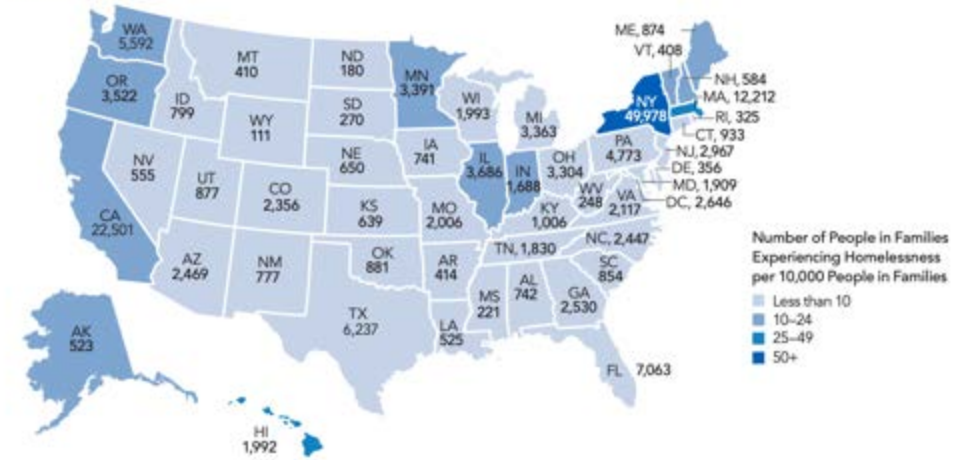 WA
5,592
OR
3,522
CA
22,501
ID
799
NV
555
MT
410
WY
111
UT
877
AZ
2,469
CO
2,356
NM
777
ND
180
SD
270
NE
650
KS
639
OK
881
TX
6,237
MN
3,391
IA
741
MO
2,006
AR
414
LA
525
WI
1,993
IL
3,686
MI
3,363
IN
1,688
OH
3,304
KY
1,006
TN, 1,830
MS
221
AL
742
GA
2,530
FL 7,063
SC
854
NC, 2,447
VA
2,117
WV
248
PA
4,773
NY
49,978
ME, 874
VT, 408
NH, 584
MA, 12,212
RI, 325
CT, 933
NJ, 2,967
DE, 356
MD, 1,909
DC, 2,646
AK
523
HI
1,992
Number of People in Families
Experiencing Homelessness
per 10,000 People in Families
Less than 10
10–24
25–49
50+